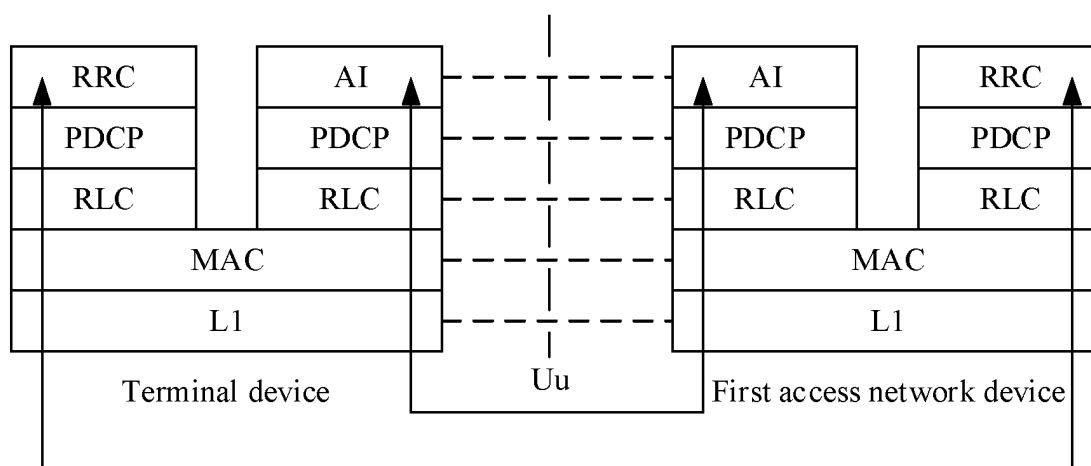 RRC AI AI RRC
PDCP PDCP PDCP PDCP
RLC RLC RLC RLC
MAC MAC
L1 L1
Terminal device Uu First access network device